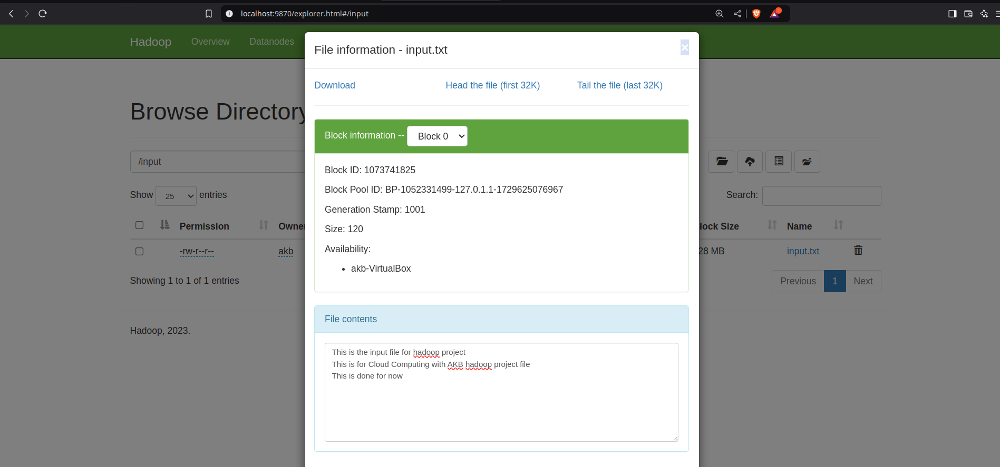 localhost:9870/explorer.html#/input
Hadoop Overview Datanodes
File information - input.txt
×
Download Head the file (first 32K) Tail the file (last 32K)
Browse Directory
Block information -- Block 0
/input
Block ID: 1073741825
Block Pool ID: BP-1052331499-127.0.1.1-1729625076967
Generation Stamp: 1001
Size: 120
Availability:
akb-VirtualBox
Show 25 entries
Search:
Permission Owne lock Size Name
-rw-r--r-- akb 28 MB input.txt
Showing 1 to 1 of 1 entries
Previous 1 Next
Hadoop, 2023.
File contents
This is the input file for hadoop project
This is for Cloud Computing with AKB hadoop project file
This is done for now